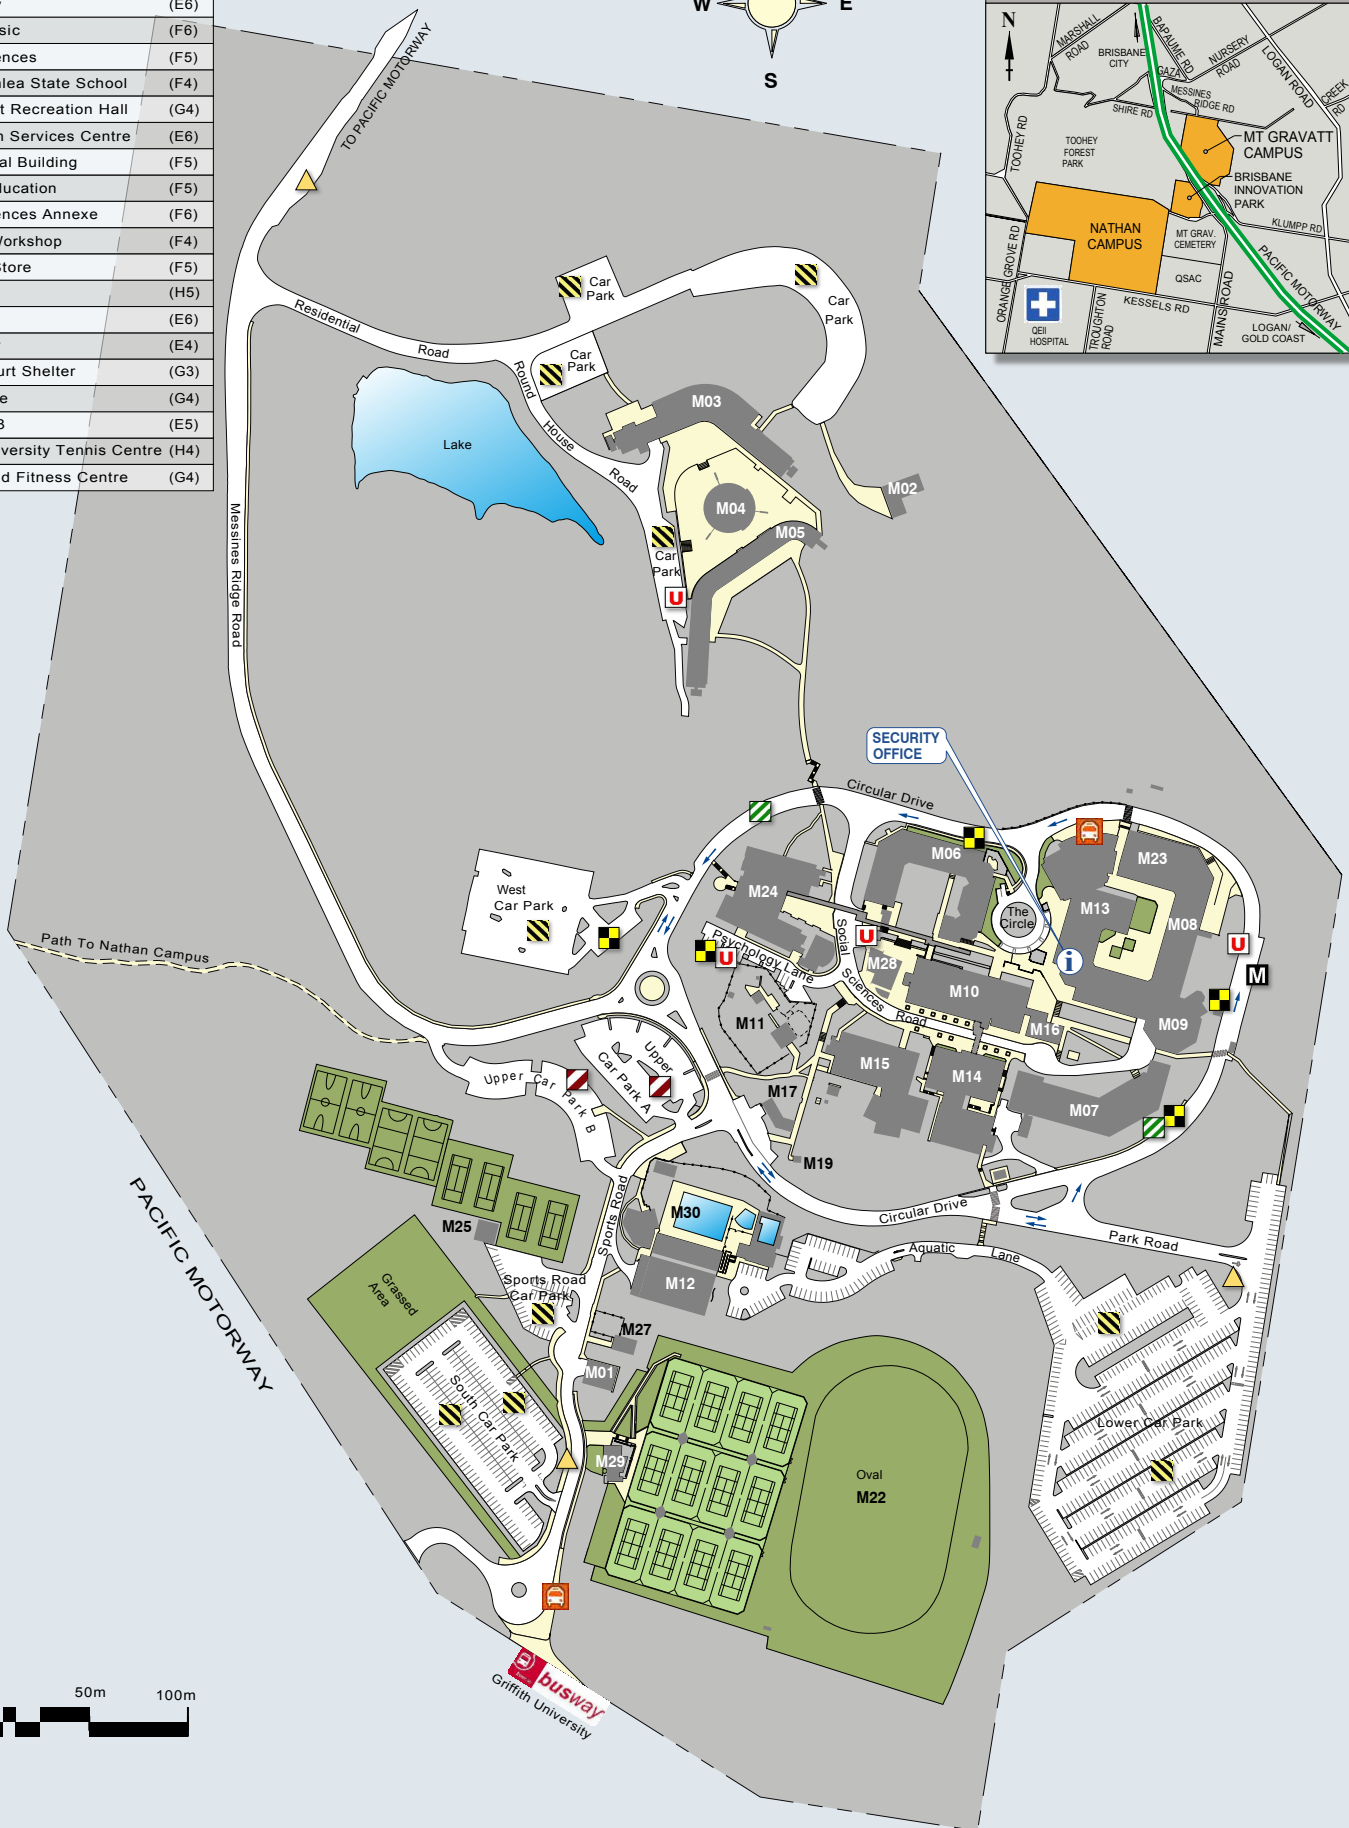 (E6)
sic (F6)
ences (F5)
lea State School (F4)
t Recreation Hall (G4)
n Services Centre (E6)
al Building (F5)
lucation (F5)
ences Annexe (F6)
Workshop (F4)
Store (F5)
(H5)
(E6)
(E4)
urt Shelter (G3)
e (G4)
3 (E5)
versity Tennis Centre (H4)
d Fitness Centre (G4)
W
E
S
N
MARSHALL
ROAD
BRISBANE
CITY
BAPAUME RD
GAZA
NURSERY
ROAD
LOGAN ROAD
CREEK
RD
MESSINES
RIDGE RD
SHIRE RD
TOOHEY RD
TOOHEY
FOREST
PARK
MT GRAVATT
CAMPUS
BRISBANE
INNOVATION
PARK
NATHAN
CAMPUS
MT GRAV.
CEMETERY
KLUMPP RD
QSAC
ORANGE GROVE RD
PACIFIC MOTORWAY
KESSELS RD
MAINS ROAD
TROUGHTON
ROAD
QEII
HOSPITAL
LOGAN/
GOLD COAST
TO PACIFIC MOTORWAY
Car
Park
Car
Park
Residential
Road
Car
Park
Round
House
Road
M03
Lake
M02
M04
M05
Car
Park
U
Messines Ridge Road
SECURITY
OFFICE
Circular Drive
M06
M23
M24
M13
The
Circle
M08
West
Car Park
Social
Sciences
Road
U
U
M
Path To Nathan Campus
Psychology Lane
U
M28
i
M10
M11
M16
M09
Upper
Car Park A
M15
M14
Upper Car
Park B
M17
M07
M19
PACIFIC MOTORWAY
M25
Sports Road
M30
Circular Drive
Park Road
Aquatic
Lane
Grassed
Area
Sports Road
Car Park
M12
M27
M01
South Car Park
Lower Car Park
M29
Oval
M22
busway
Griffith University
50m
100m